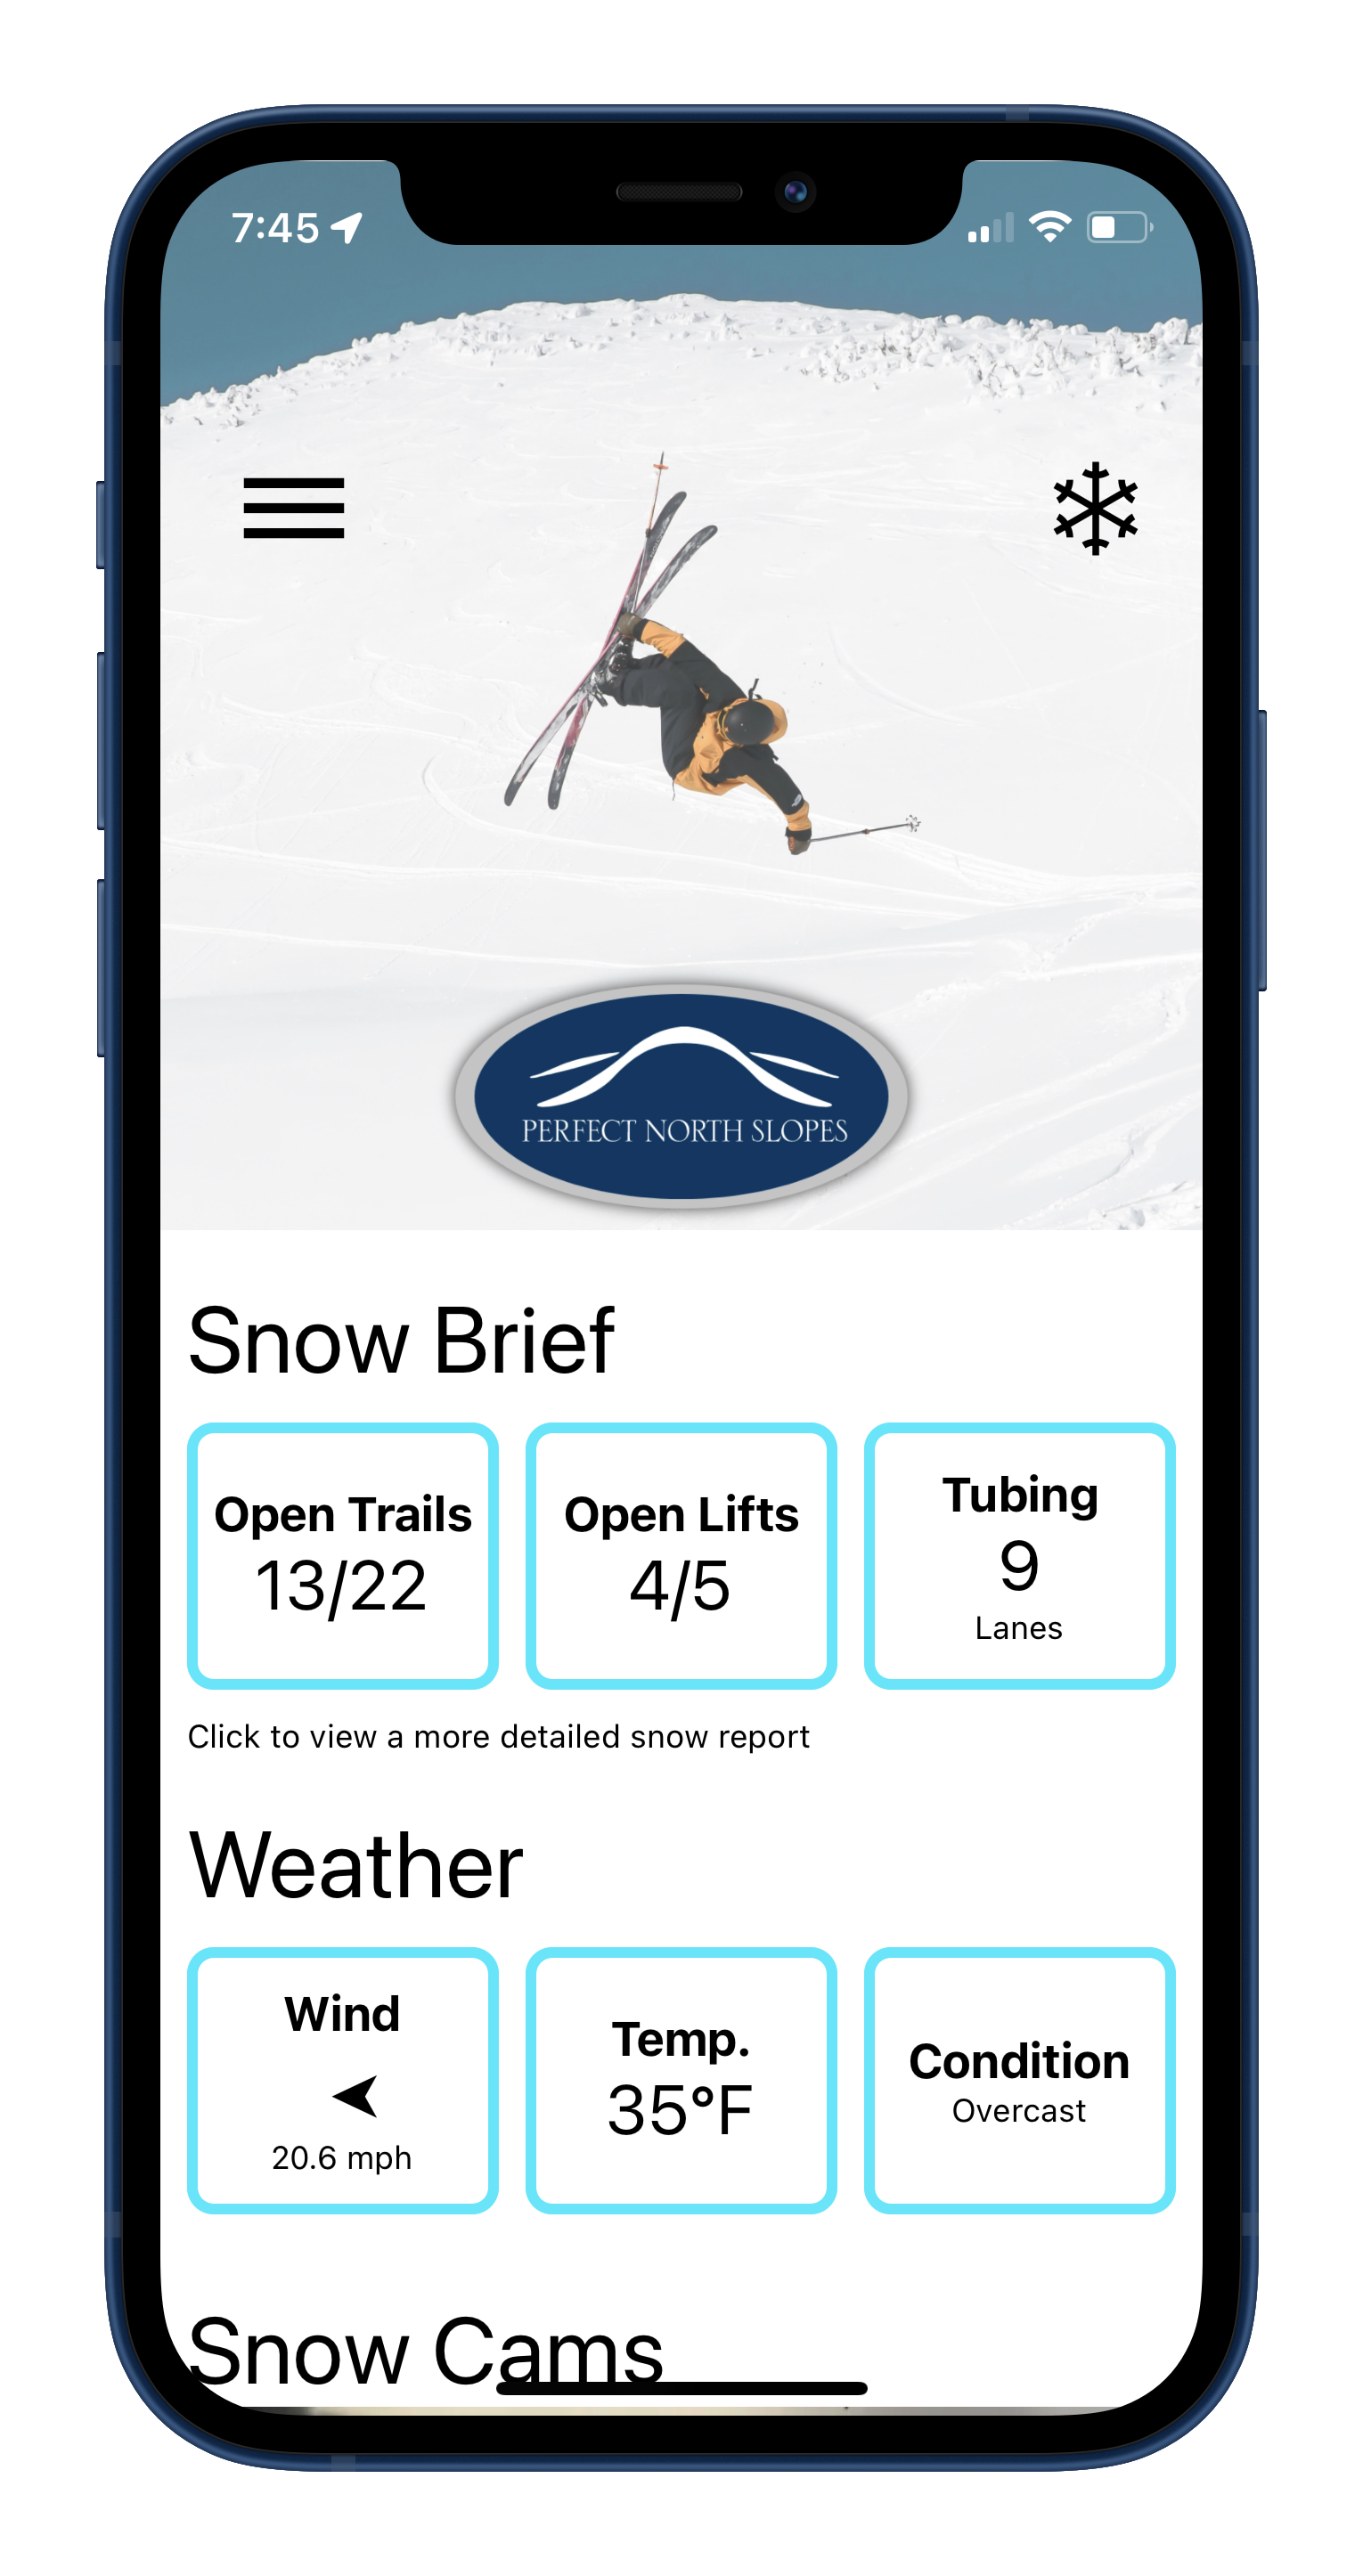 7:45
PERFECT NORTH SLOPES
Snow Brief
Open Trails
13/22
Open Lifts
4/5
Tubing
9
Lanes
Click to view a more detailed snow report
Weather
Wind
20.6 mph
Temp.
35°F
Condition
Overcast
Snow Cams